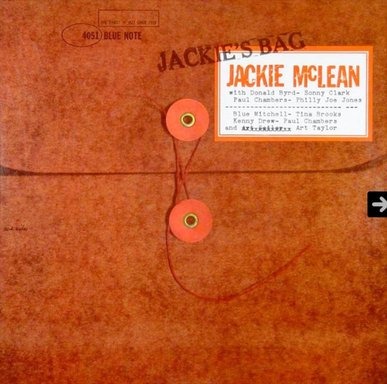 4051 BLUE NOTE
JACKIE'S BAG
JACKIE McLEAN
with Donald Byrd- Sonny Clark
Paul Chambers- Philly Joe Jones
Blue Mitchell- Tina Brooks
Kenny Drew- Paul Chambers
and Art Taylor